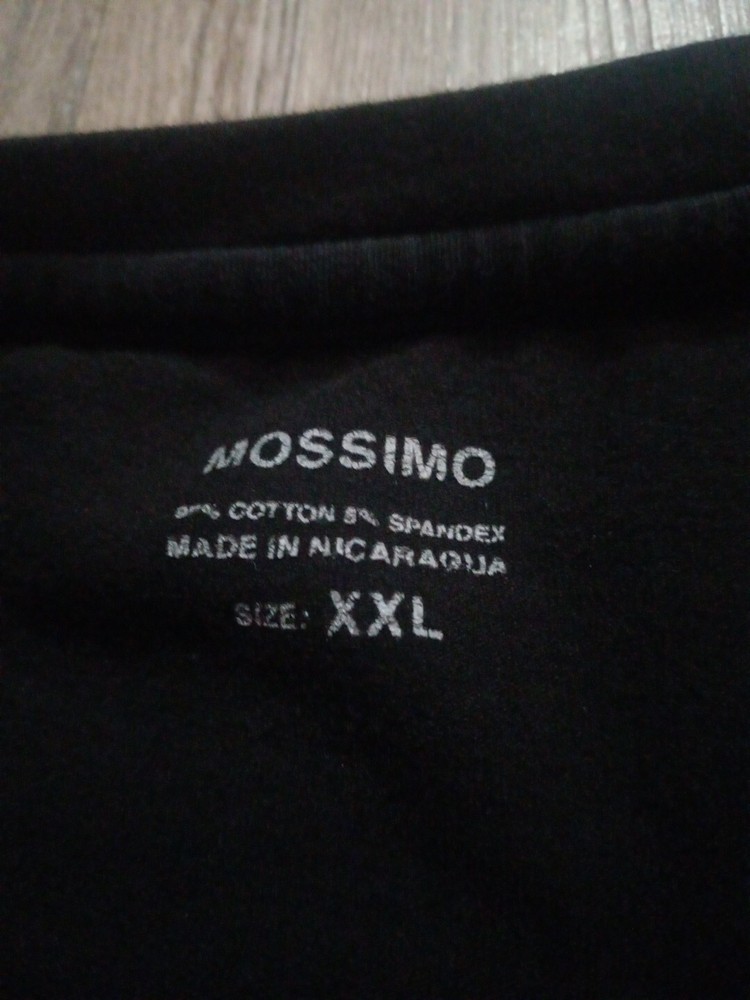 MOSSIMO
COTTON 5% SPANDEX
MADE IN NICARAGUA
SIZE: XXL